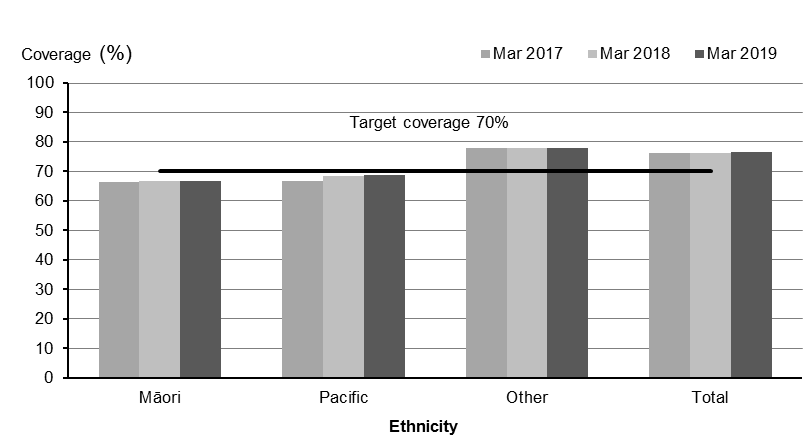 Coverage (%)
Mar 2017 Mar 2018 Mar 2019
100
90
Target coverage 70%
80
70
60
50
40
30
20
10
0
Māori Pacific Other Total
Ethnicity